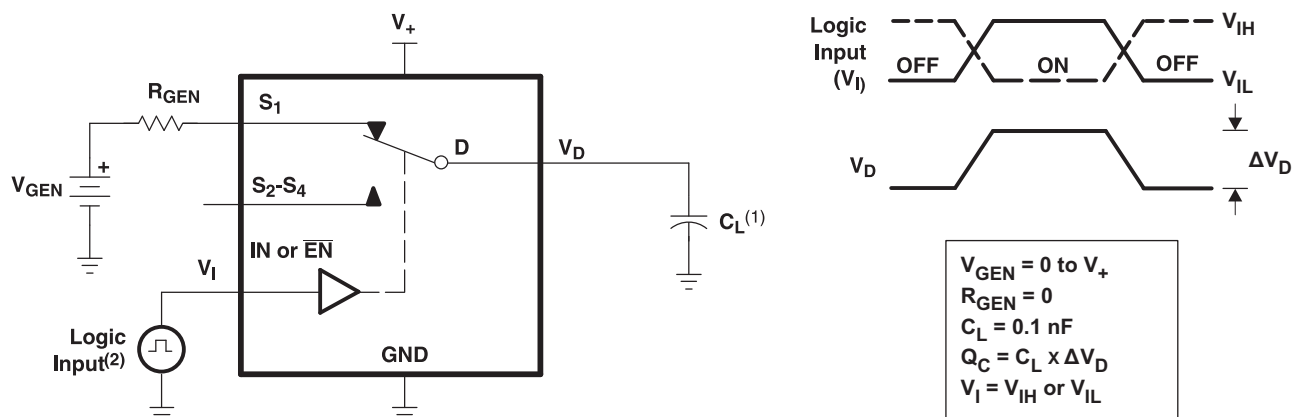 V+
RGEN
S1
D
VD
VGEN
+
S2-S4
CL(1)
IN or E̅N̅
VI
Logic
Input(2)
GND
Logic
Input
(VI)
OFF
ON
OFF
VIH
VIL
VD
ΔVD
VGEN = 0 to V+
RGEN = 0
CL = 0.1 nF
QC = CL x ΔVD
VI = VIH or VIL